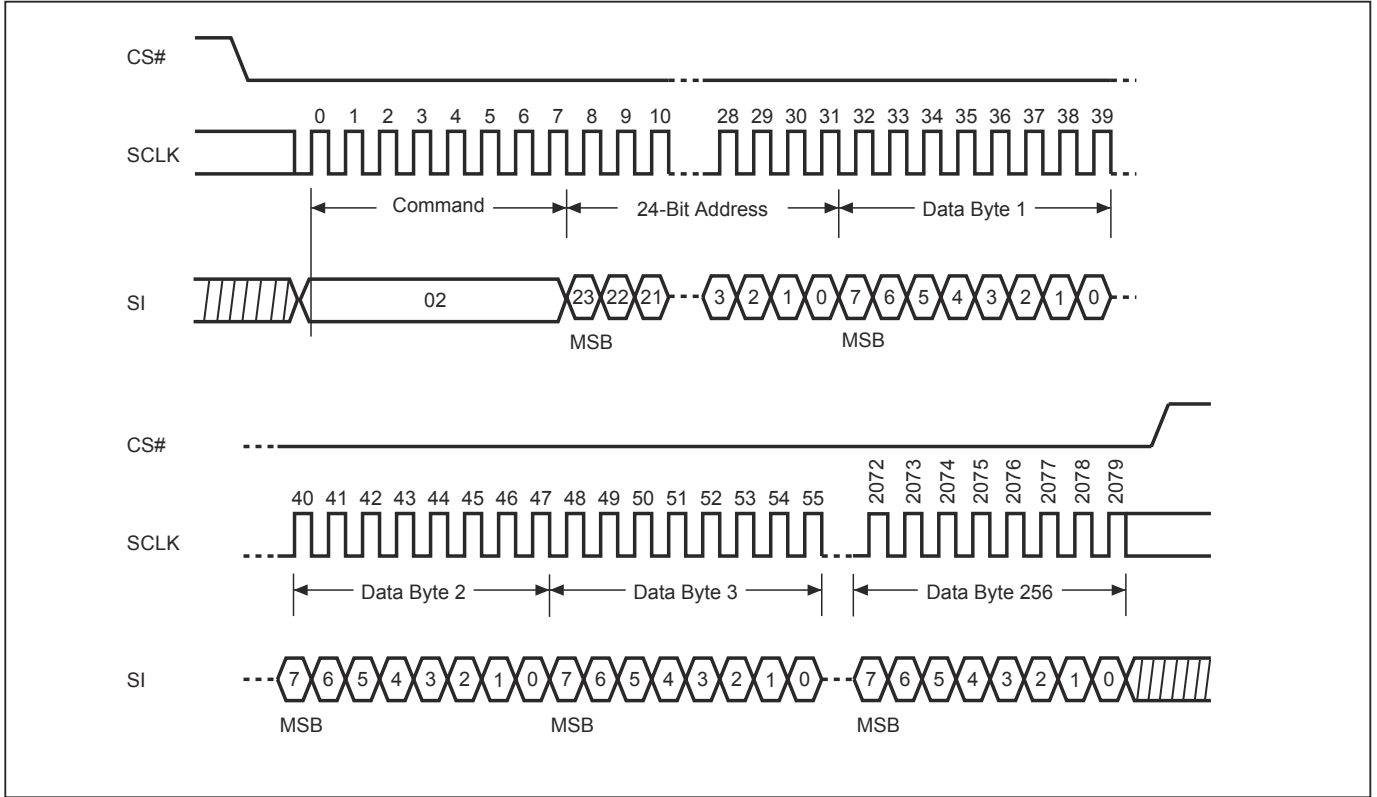 CS#
0 1 2 3 4 5 6 7 8 9 10 28 29 30 31 32 33 34 35 36 37 38 39
SCLK
Command 24-Bit Address Data Byte 1
SI 02 23 22 21 3 2 1 0 7 6 5 4 3 2 1 0
MSB MSB
CS#
40 41 42 43 44 45 46 47 48 49 50 51 52 53 54 55 2072 2073 2074 2075 2076 2077 2078 2079
SCLK
Data Byte 2 Data Byte 3 Data Byte 256
SI 7 6 5 4 3 2 1 0 7 6 5 4 3 2 1 0 7 6 5 4 3 2 1 0
MSB MSB MSB